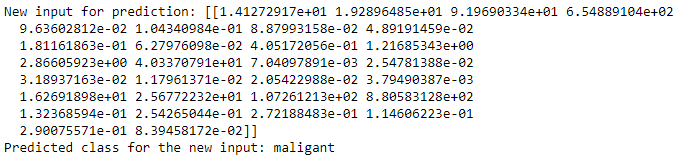 New input for prediction: [[1.41272917e+01 1.92896485e+01 9.19690334e+01 6.54889104e+02
9.63602812e-02 1.04340984e-01 8.87993158e-02 4.89191459e-02
1.81161863e-01 6.27976098e-02 4.05172056e-01 1.21685343e+00
2.86605923e+00 4.03370791e+01 7.04097891e-03 2.54781388e-02
3.18937163e-02 1.17961371e-02 2.05422988e-02 3.79490387e-03
1.62691898e+01 2.56772232e+01 1.07261213e+02 8.80583128e+02
1.32368594e-01 2.54265044e-01 2.72188483e-01 1.14606223e-01
2.90075571e-01 8.39458172e-02]]
Predicted class for the new input: maligant